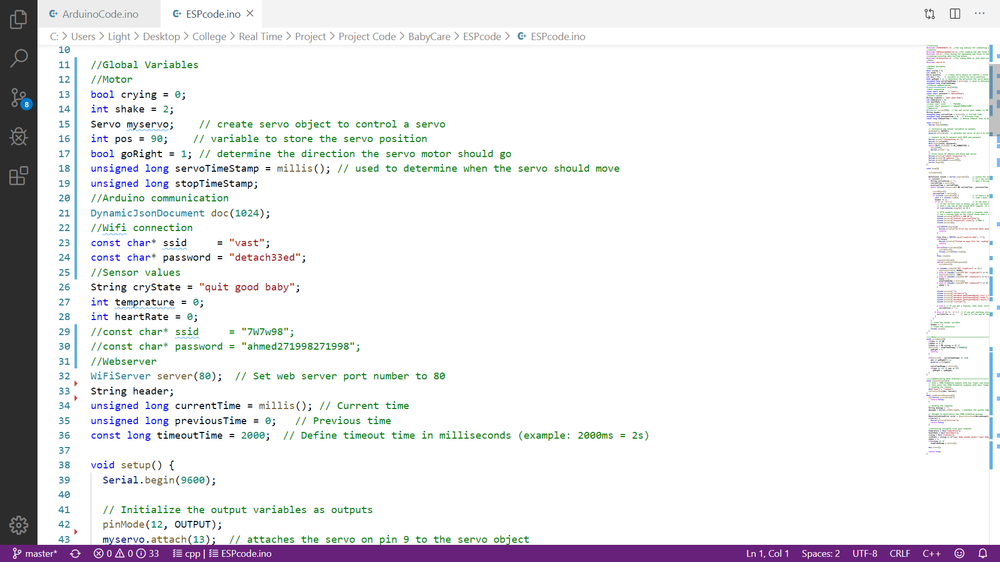 ArduinoCode.ino
ESPcode.ino
C: > Users > Light > Desktop > College > Real Time > Project > Project Code > BabyCare > ESPcode > ESPcode.ino
10
11 //Global Variables
12 //Motor
13 bool crying = 0;
14 int shake = 2;
15 Servo myservo;    // create servo object to control a servo
16 int pos = 90;    // variable to store the servo position
17 bool goRight = 1; // determine the direction the servo motor should go
18 unsigned long servoTimeStamp = millis(); // used to determine when the servo should move
19 unsigned long stopTimeStamp;
20 //Arduino communication
21 DynamicJsonDocument doc(1024);
22 //Wifi connection
23 const char* ssid     = "vast";
24 const char* password = "detach33ed";
25 //Sensor values
26 String cryState = "quit good baby";
27 int temprature = 0;
28 int heartRate = 0;
29 //const char* ssid     = "7W7w98";
30 //const char* password = "ahmed271998271998";
31 //Webserver
32 WiFiServer server(80);  // Set web server port number to 80
33 String header;
34 unsigned long currentTime = millis(); // Current time
35 unsigned long previousTime = 0;   // Previous time
36 const long timeoutTime = 2000;  // Define timeout time in milliseconds (example: 2000ms = 2s)
37
38 void setup() {
39   Serial.begin(9600);
40
41   // Initialize the output variables as outputs
42   pinMode(12, OUTPUT);
43   myservo.attach(13);  // attaches the servo on pin 9 to the servo object
8
master* 0 0 33 cpp | ESPcode.ino Ln 1, Col 1 Spaces: 2 UTF-8 CRLF C++